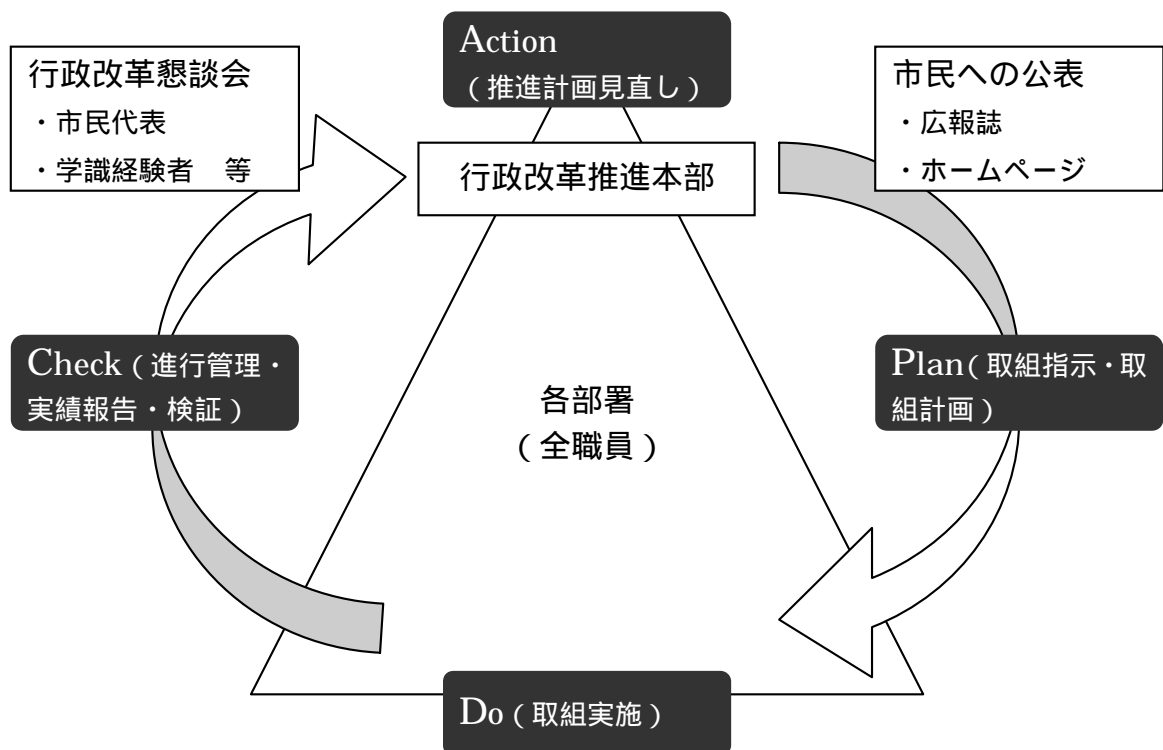 Action
（推進計画見直し）
行政改革懇談会
・市民代表
・学識経験者　等
市民への公表
・広報誌
・ホームページ
行政改革推進本部
Check（進行管理・
実績報告・検証）
Plan（取組指示・取
組計画）
各部署
（全職員）
Do（取組実施）